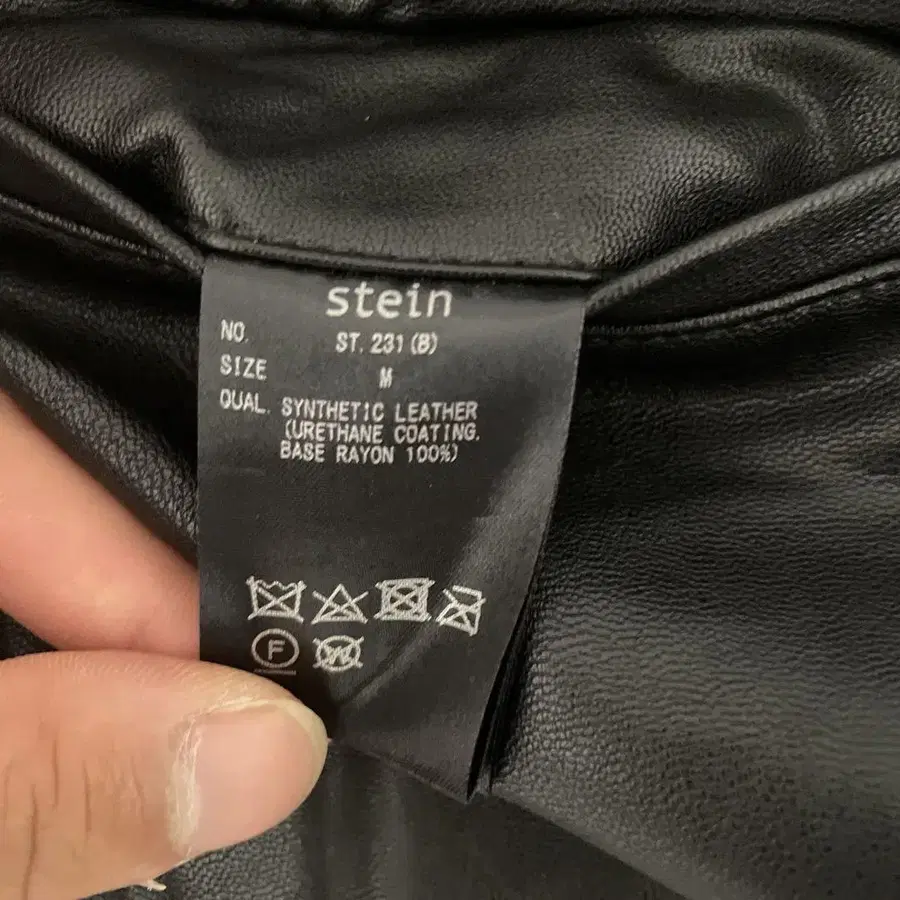 stein
NO. ST. 231 (B)
SIZE M
QUAL. SYNTHETIC LEATHER
(URETHANE COATING.
BASE RAYON 100%)
F W